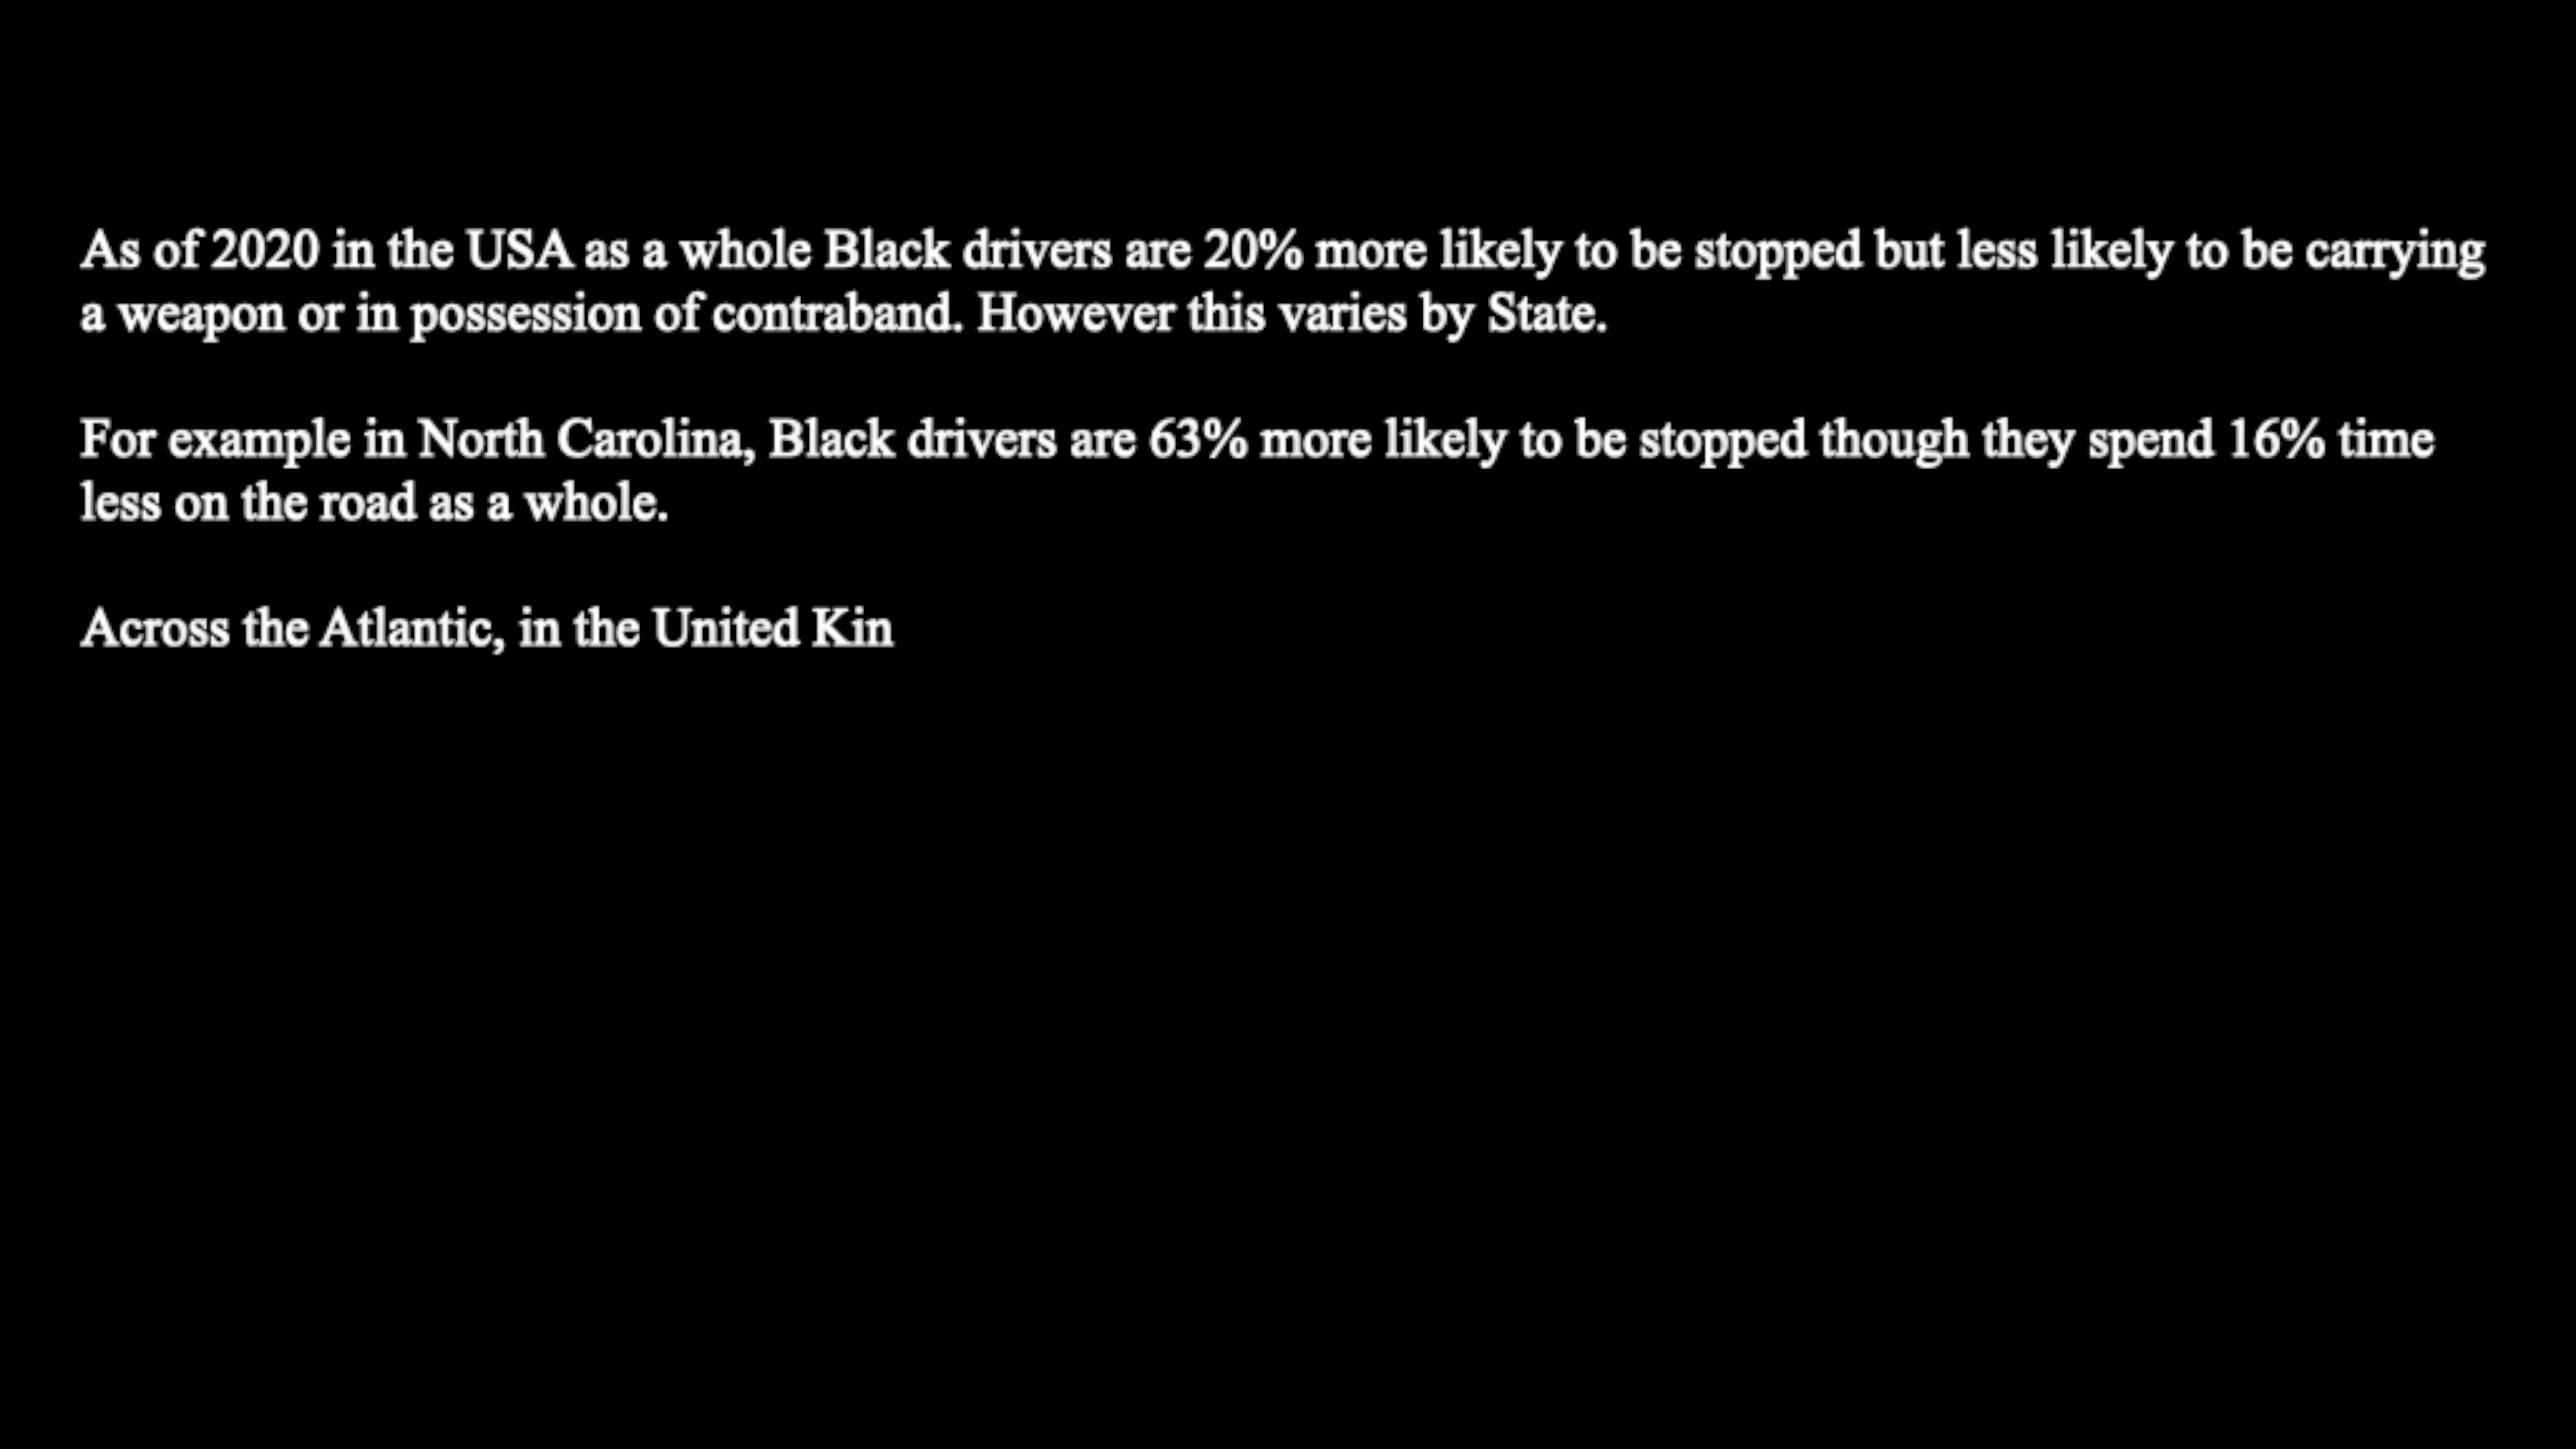 As of 2020 in the USA as a whole Black drivers are 20% more likely to be stopped but less likely to be carrying
a weapon or in possession of contraband. However this varies by State.
For example in North Carolina, Black drivers are 63% more likely to be stopped though they spend 16% time
less on the road as a whole.
Across the Atlantic, in the United Kin